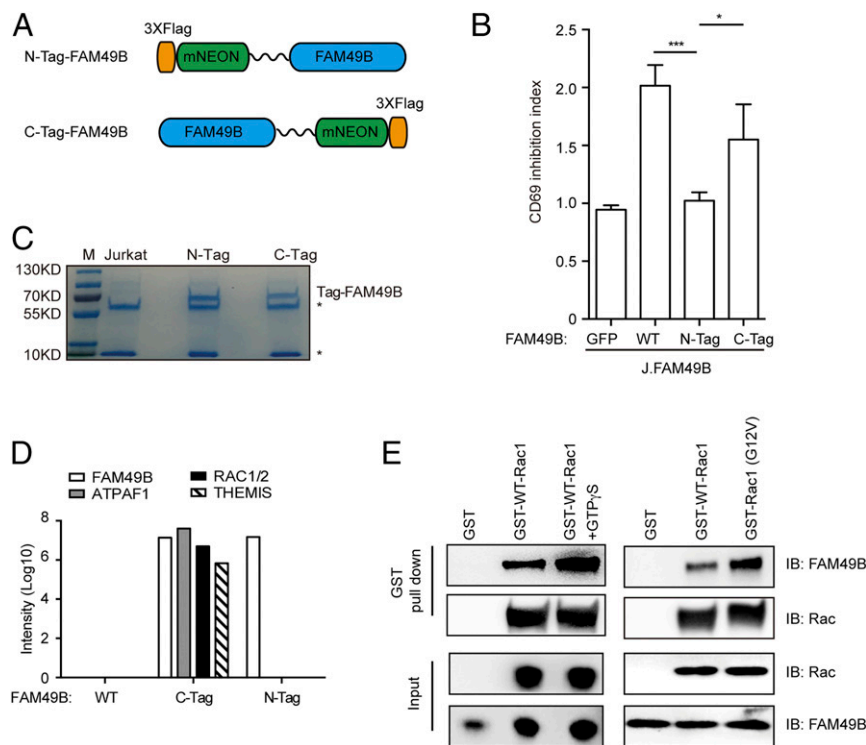 A
3XFlag
N-Tag-FAM49B
mNEON
FAM49B
3XFlag
C-Tag-FAM49B
FAM49B
mNEON
B
CD69 inhibition index
2.5
2.0
1.5
1.0
0.5
0
***
*
FAM49B:
GFP
WT
N-Tag
C-Tag
J.FAM49B
C
M
Jurkat
N-Tag
C-Tag
130KD
70KD
55KD
10KD
Tag-FAM49B
*
*
D
FAM49B
ATPAF1
RAC1/2
THEMIS
Intensity (Log10)
8
6
4
2
0
FAM49B:
WT
C-Tag
N-Tag
E
GST
GST-WT-Rac1
GST-WT-Rac1
+GTPγS
GST
GST-WT-Rac1
GST-Rac1 (G12V)
GST
pull down
Input
IB: FAM49B
IB: Rac
IB: Rac
IB: FAM49B